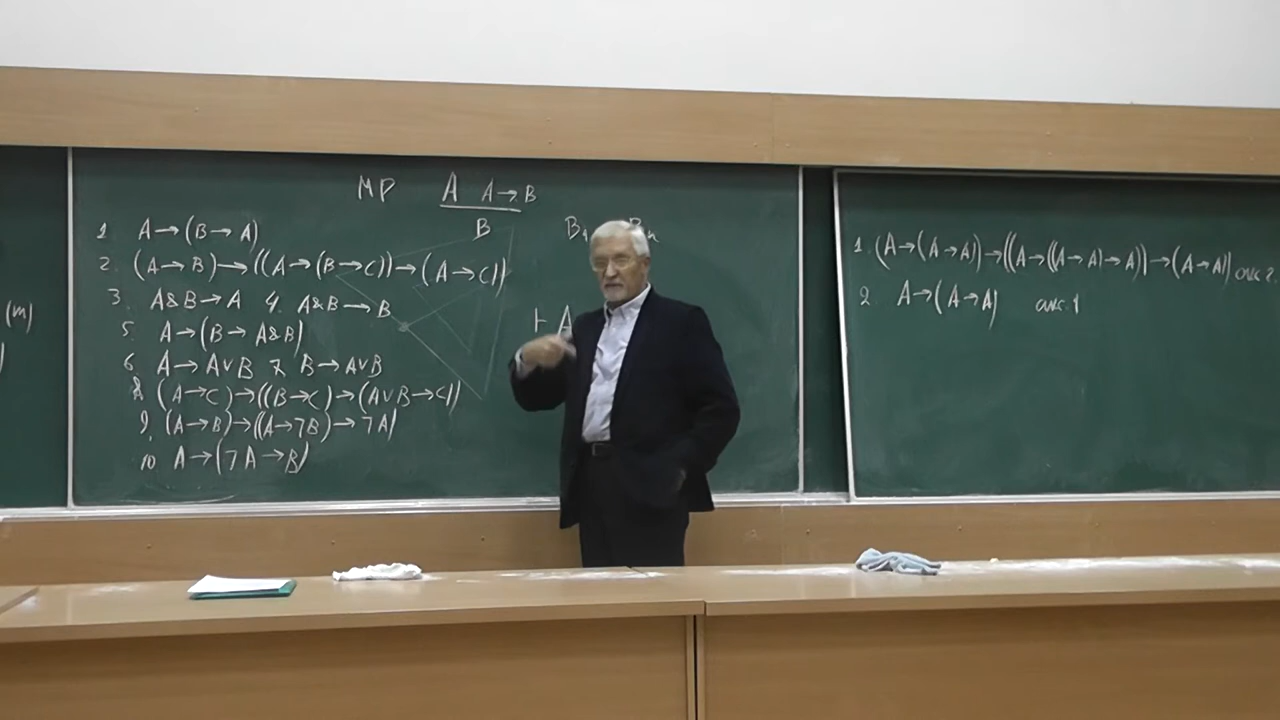 (m)
MP A A→B
B
1. A→(B→A)
2. (A→B)→((A→(B→C))→(A→C))
3. A&B→A 4. A&B→B
5. A→(B→A&B)
6. A→A∨B 7. B→A∨B
8. (A→C)→((B→C)→(A∨B→C))
9. (A→B)→((A→¬B)→¬A)
10. A→(¬A→B)
⊢ A
1. (A→(A→A))→((A→((A→A)→A))→(A→A)) акс. 2.
2. A→(A→A) акс. 1